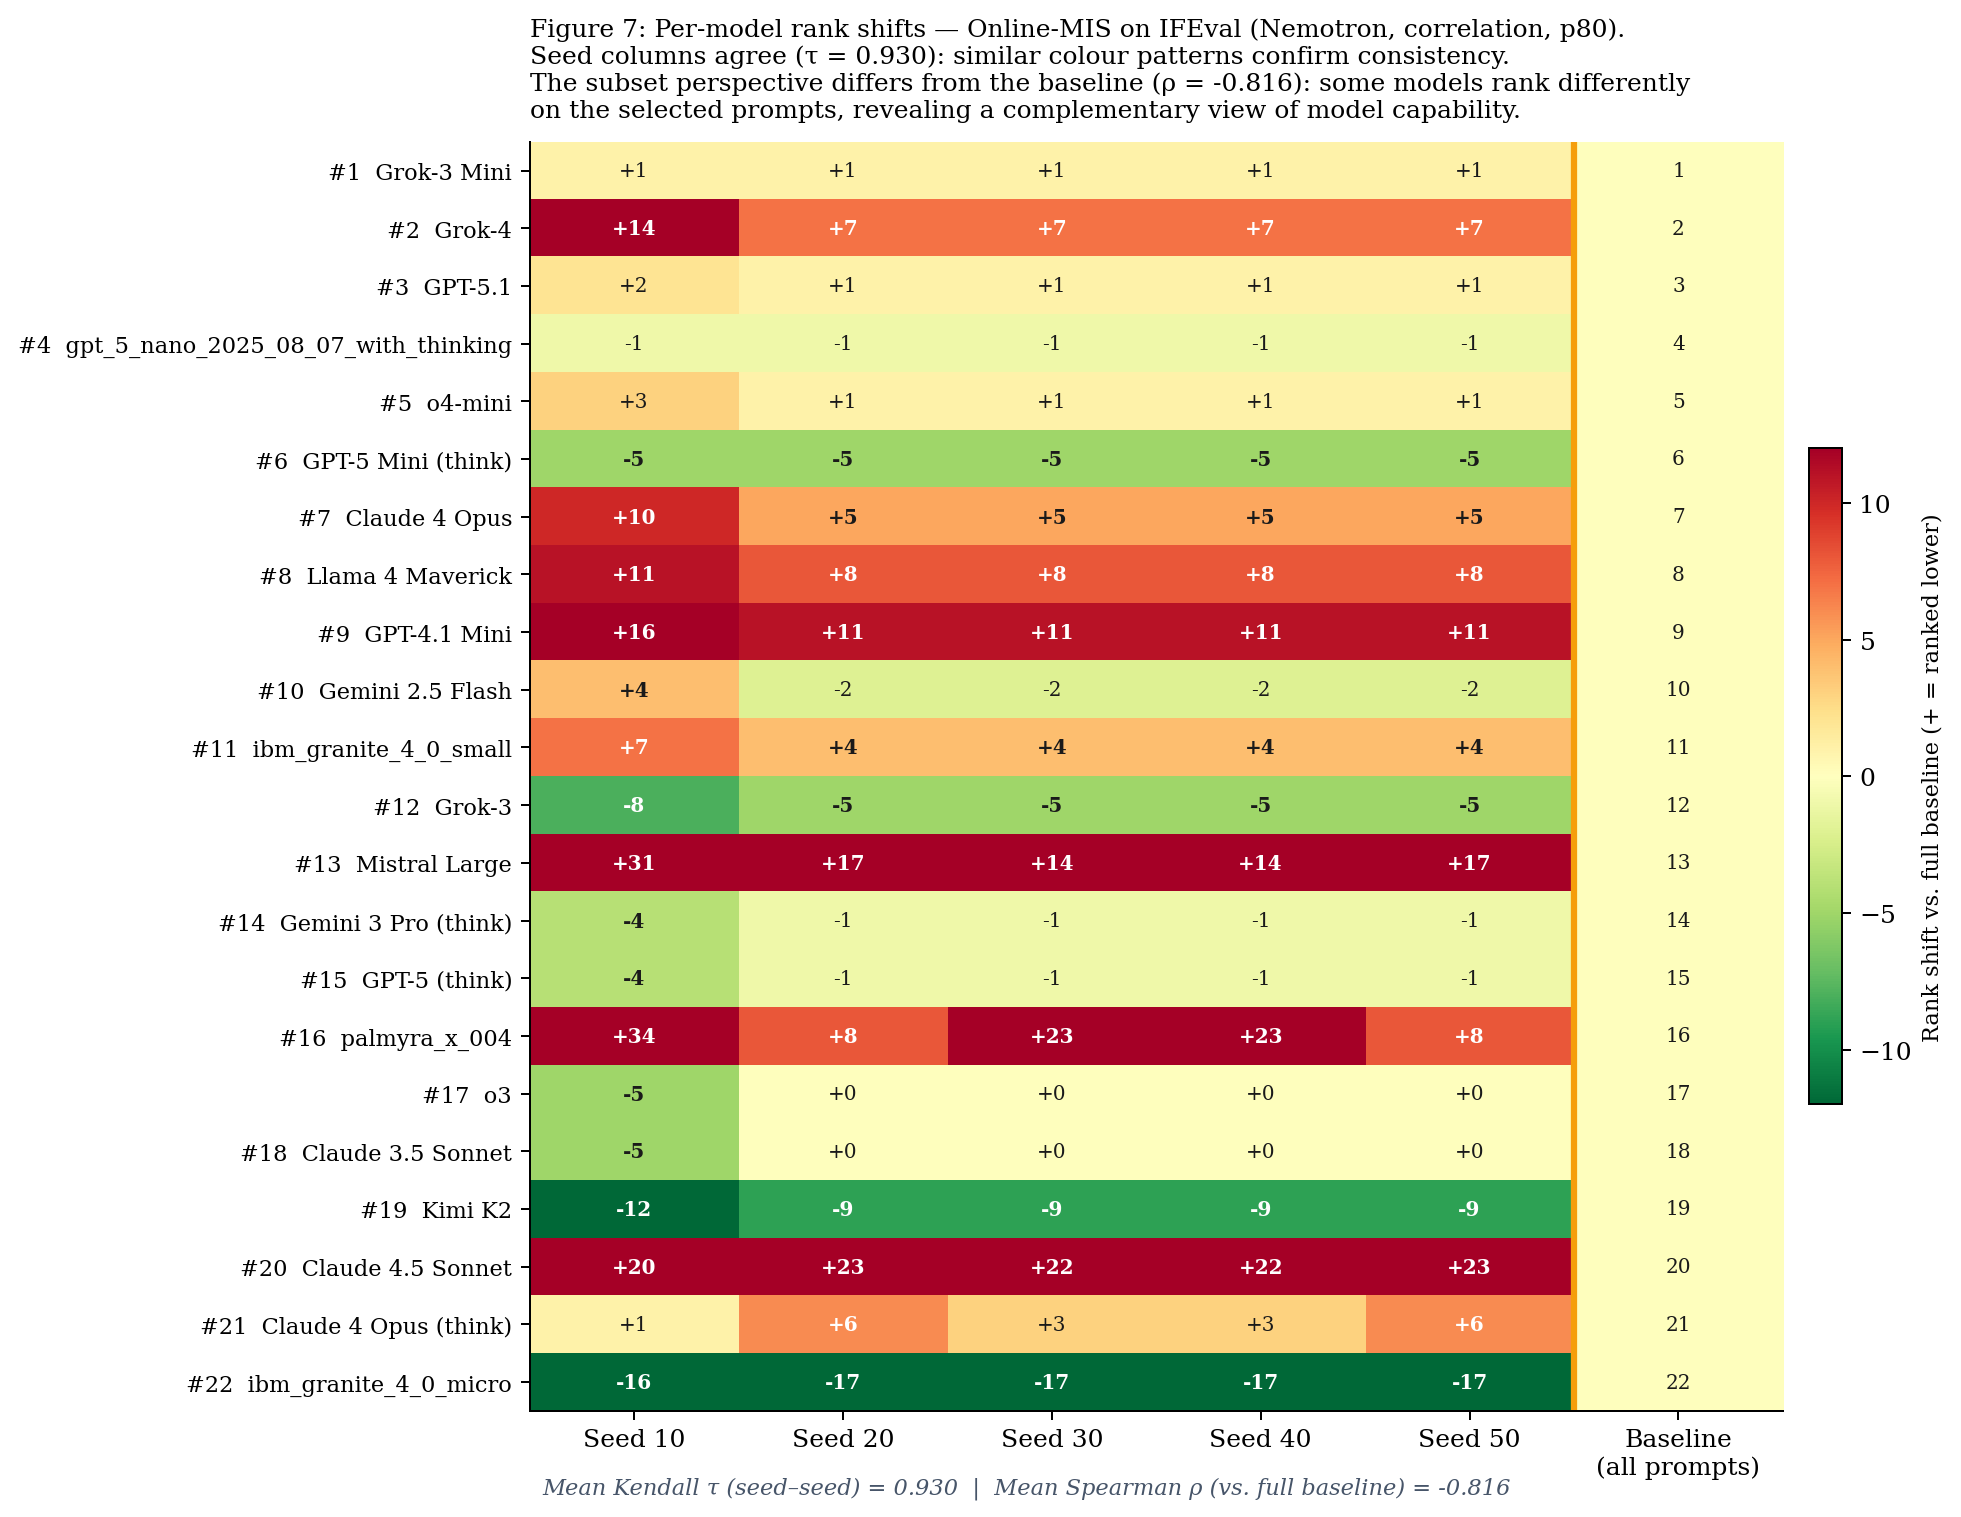 Figure 7: Per-model rank shifts — Online-MIS on IFEval (Nemotron, correlation, p80).
Seed columns agree (τ = 0.930): similar colour patterns confirm consistency.
The subset perspective differs from the baseline (ρ = -0.816): some models rank differently
on the selected prompts, revealing a complementary view of model capability.
#1 Grok-3 Mini +1 +1 +1 +1 +1 1
#2 Grok-4 +14 +7 +7 +7 +7 2
#3 GPT-5.1 +2 +1 +1 +1 +1 3
#4 gpt_5_nano_2025_08_07_with_thinking -1 -1 -1 -1 -1 4
#5 o4-mini +3 +1 +1 +1 +1 5
#6 GPT-5 Mini (think) -5 -5 -5 -5 -5 6
#7 Claude 4 Opus +10 +5 +5 +5 +5 7
#8 Llama 4 Maverick +11 +8 +8 +8 +8 8
#9 GPT-4.1 Mini +16 +11 +11 +11 +11 9
#10 Gemini 2.5 Flash +4 -2 -2 -2 -2 10
#11 ibm_granite_4_0_small +7 +4 +4 +4 +4 11
#12 Grok-3 -8 -5 -5 -5 -5 12
#13 Mistral Large +31 +17 +14 +14 +17 13
#14 Gemini 3 Pro (think) -4 -1 -1 -1 -1 14
#15 GPT-5 (think) -4 -1 -1 -1 -1 15
#16 palmyra_x_004 +34 +8 +23 +23 +8 16
#17 o3 -5 +0 +0 +0 +0 17
#18 Claude 3.5 Sonnet -5 +0 +0 +0 +0 18
#19 Kimi K2 -12 -9 -9 -9 -9 19
#20 Claude 4.5 Sonnet +20 +23 +22 +22 +23 20
#21 Claude 4 Opus (think) +1 +6 +3 +3 +6 21
#22 ibm_granite_4_0_micro -16 -17 -17 -17 -17 22
Seed 10 Seed 20 Seed 30 Seed 40 Seed 50 Baseline
(all prompts)
Mean Kendall τ (seed–seed) = 0.930 | Mean Spearman ρ (vs. full baseline) = -0.816
10
5
0
−5
−10
Rank shift vs. full baseline (+ = ranked lower)